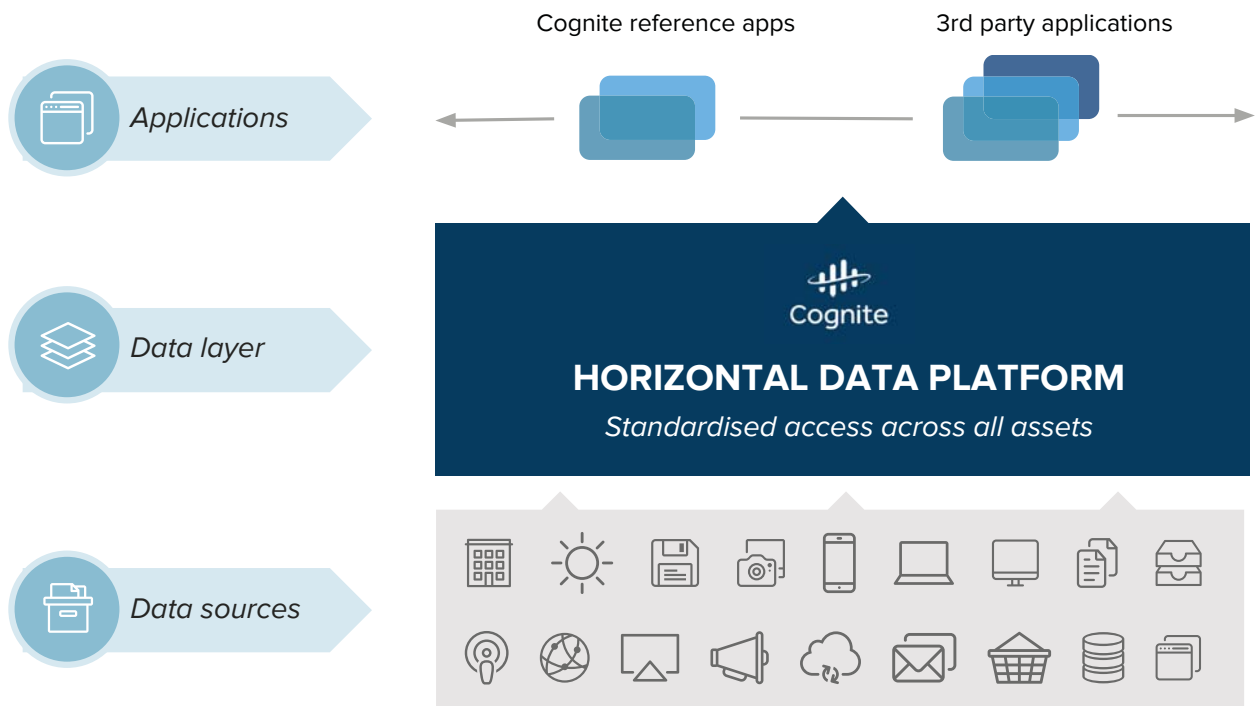 Cognite reference apps
3rd party applications
Applications
Cognite
HORIZONTAL DATA PLATFORM
Standardised access across all assets
Data layer
Data sources